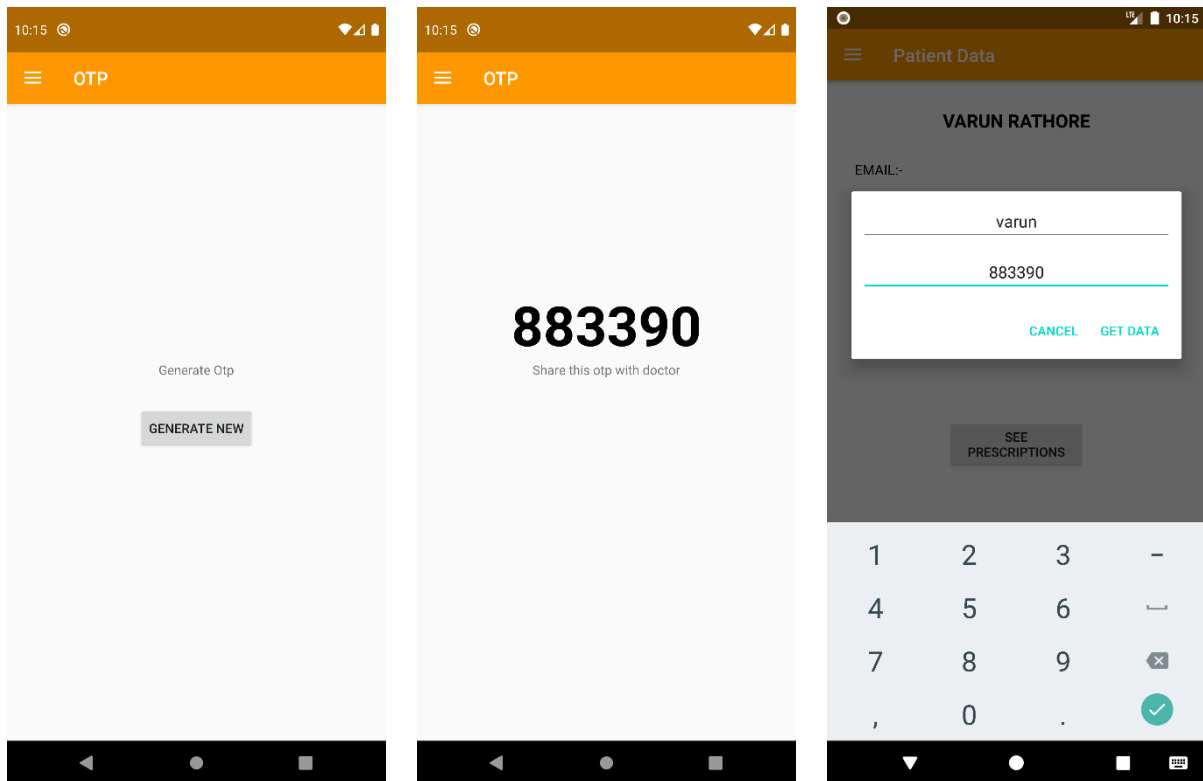 10:15
OTP
Generate Otp
GENERATE NEW
10:15
OTP
883390
Share this otp with doctor
LTE 10:15
Patient Data
VARUN RATHORE
EMAIL:-
varun
883390
CANCEL GET DATA
SEE
PRESCRIPTIONS
1 2 3 -
4 5 6
7 8 9
, 0 .